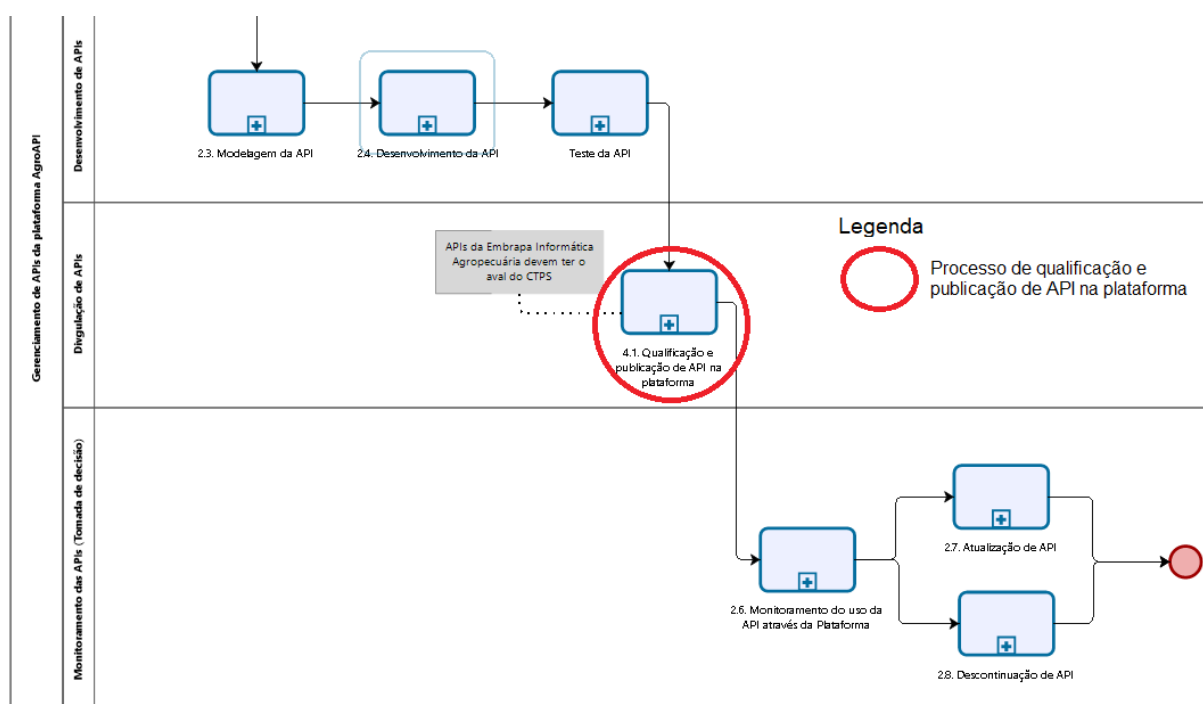 Gerenciamento de APIs da plataforma AgroAPI
Desenvolvimento de APIs
2.3. Modelagem da API
2.4. Desenvolvimento da API
Teste da API
Divgulação de APIs
APIs da Embrapa Informática
Agropecuária devem ter o
aval do CTPS
4.1. Qualificação e
publicação de API na
plataforma
Legenda
Processo de qualificação e
publicação de API na plataforma
Monitoramento das APIs (Tomada de decisão)
2.6. Monitoramento do uso da
API através da Plataforma
2.7. Atualização de API
2.8. Descontinuação de API